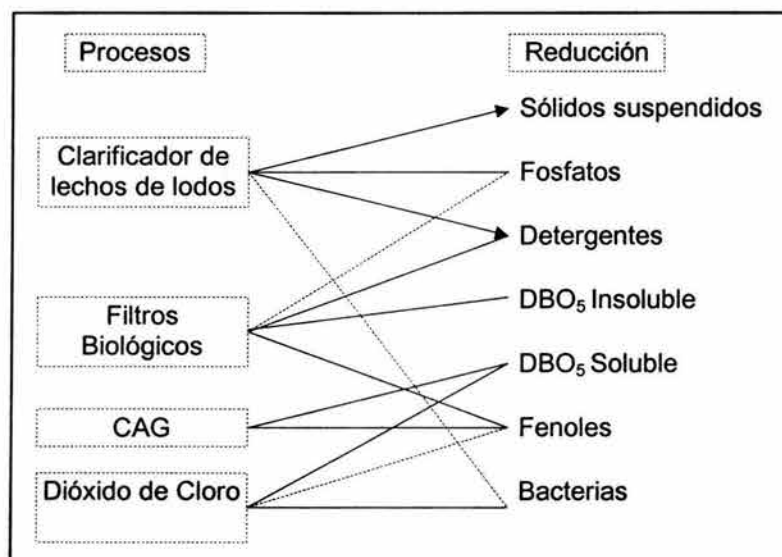 Procesos
Reducción
Sólidos suspendidos
Clarificador de
lechos de lodos
Fosfatos
Detergentes
DBO₅ Insoluble
Filtros
Biológicos
DBO₅ Soluble
CAG
Fenoles
Dióxido de Cloro
Bacterias